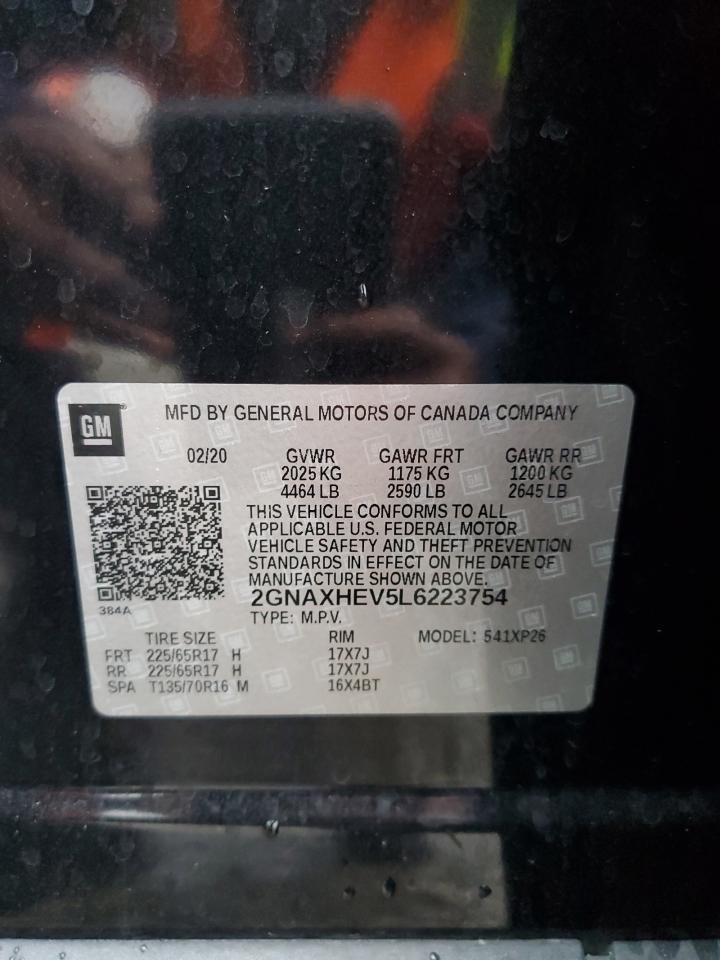 GM
MFD BY GENERAL MOTORS OF CANADA COMPANY
02/20 GVWR GAWR FRT GAWR RR
2025 KG 1175 KG 1200 KG
4464 LB 2590 LB 2645 LB
THIS VEHICLE CONFORMS TO ALL
APPLICABLE U.S. FEDERAL MOTOR
VEHICLE SAFETY AND THEFT PREVENTION
STANDARDS IN EFFECT ON THE DATE OF
MANUFACTURE SHOWN ABOVE.
384A
2GNAXHEV5L6223754
TYPE: M.P.V.
TIRE SIZE RIM MODEL: 541XP26
FRT 225/65R17 H 17X7J
RR 225/65R17 H 17X7J
SPA T135/70R16 M 16X4BT